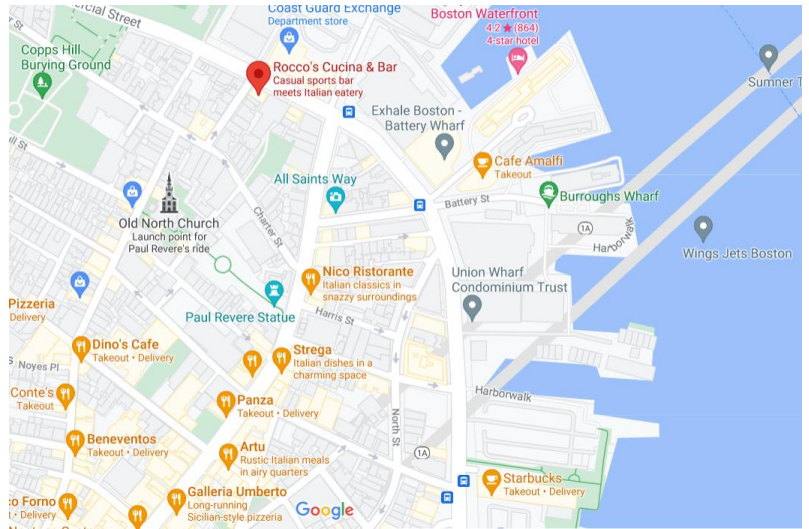 rcial Street
Coast Guard Exchange
Department store
Boston Waterfront
4.2 ★ (864)
4-star hotel
Copps Hill
Burying Ground
Rocco's Cucina & Bar
Casual sports bar
meets Italian eatery
Sumner T
Exhale Boston -
Battery Wharf
ull St
Cafe Amalfi
Takeout
All Saints Way
Burroughs Wharf
Battery St
Old North Church
Launch point for
Paul Revere's ride
Charter St
1A
Harborwalk
Wings Jets Boston
Nico Ristorante
Italian classics in
snazzy surroundings
Union Wharf
Condominium Trust
Pizzeria
Delivery
Paul Revere Statue
Harris St
Dino's Cafe
Takeout • Delivery
S
Noyes Pl
Strega
Italian dishes in a
charming space
Conte's
Takeout
Panza
Takeout • Delivery
Harborwalk
North St
Beneventos
Takeout • Delivery
Artu
Rustic Italian meals
in airy quarters
1A
Starbucks
Takeout • Delivery
co Forno
t • Delivery
Galleria Umberto
Long-running
Sicilian-style pizzeria
Google